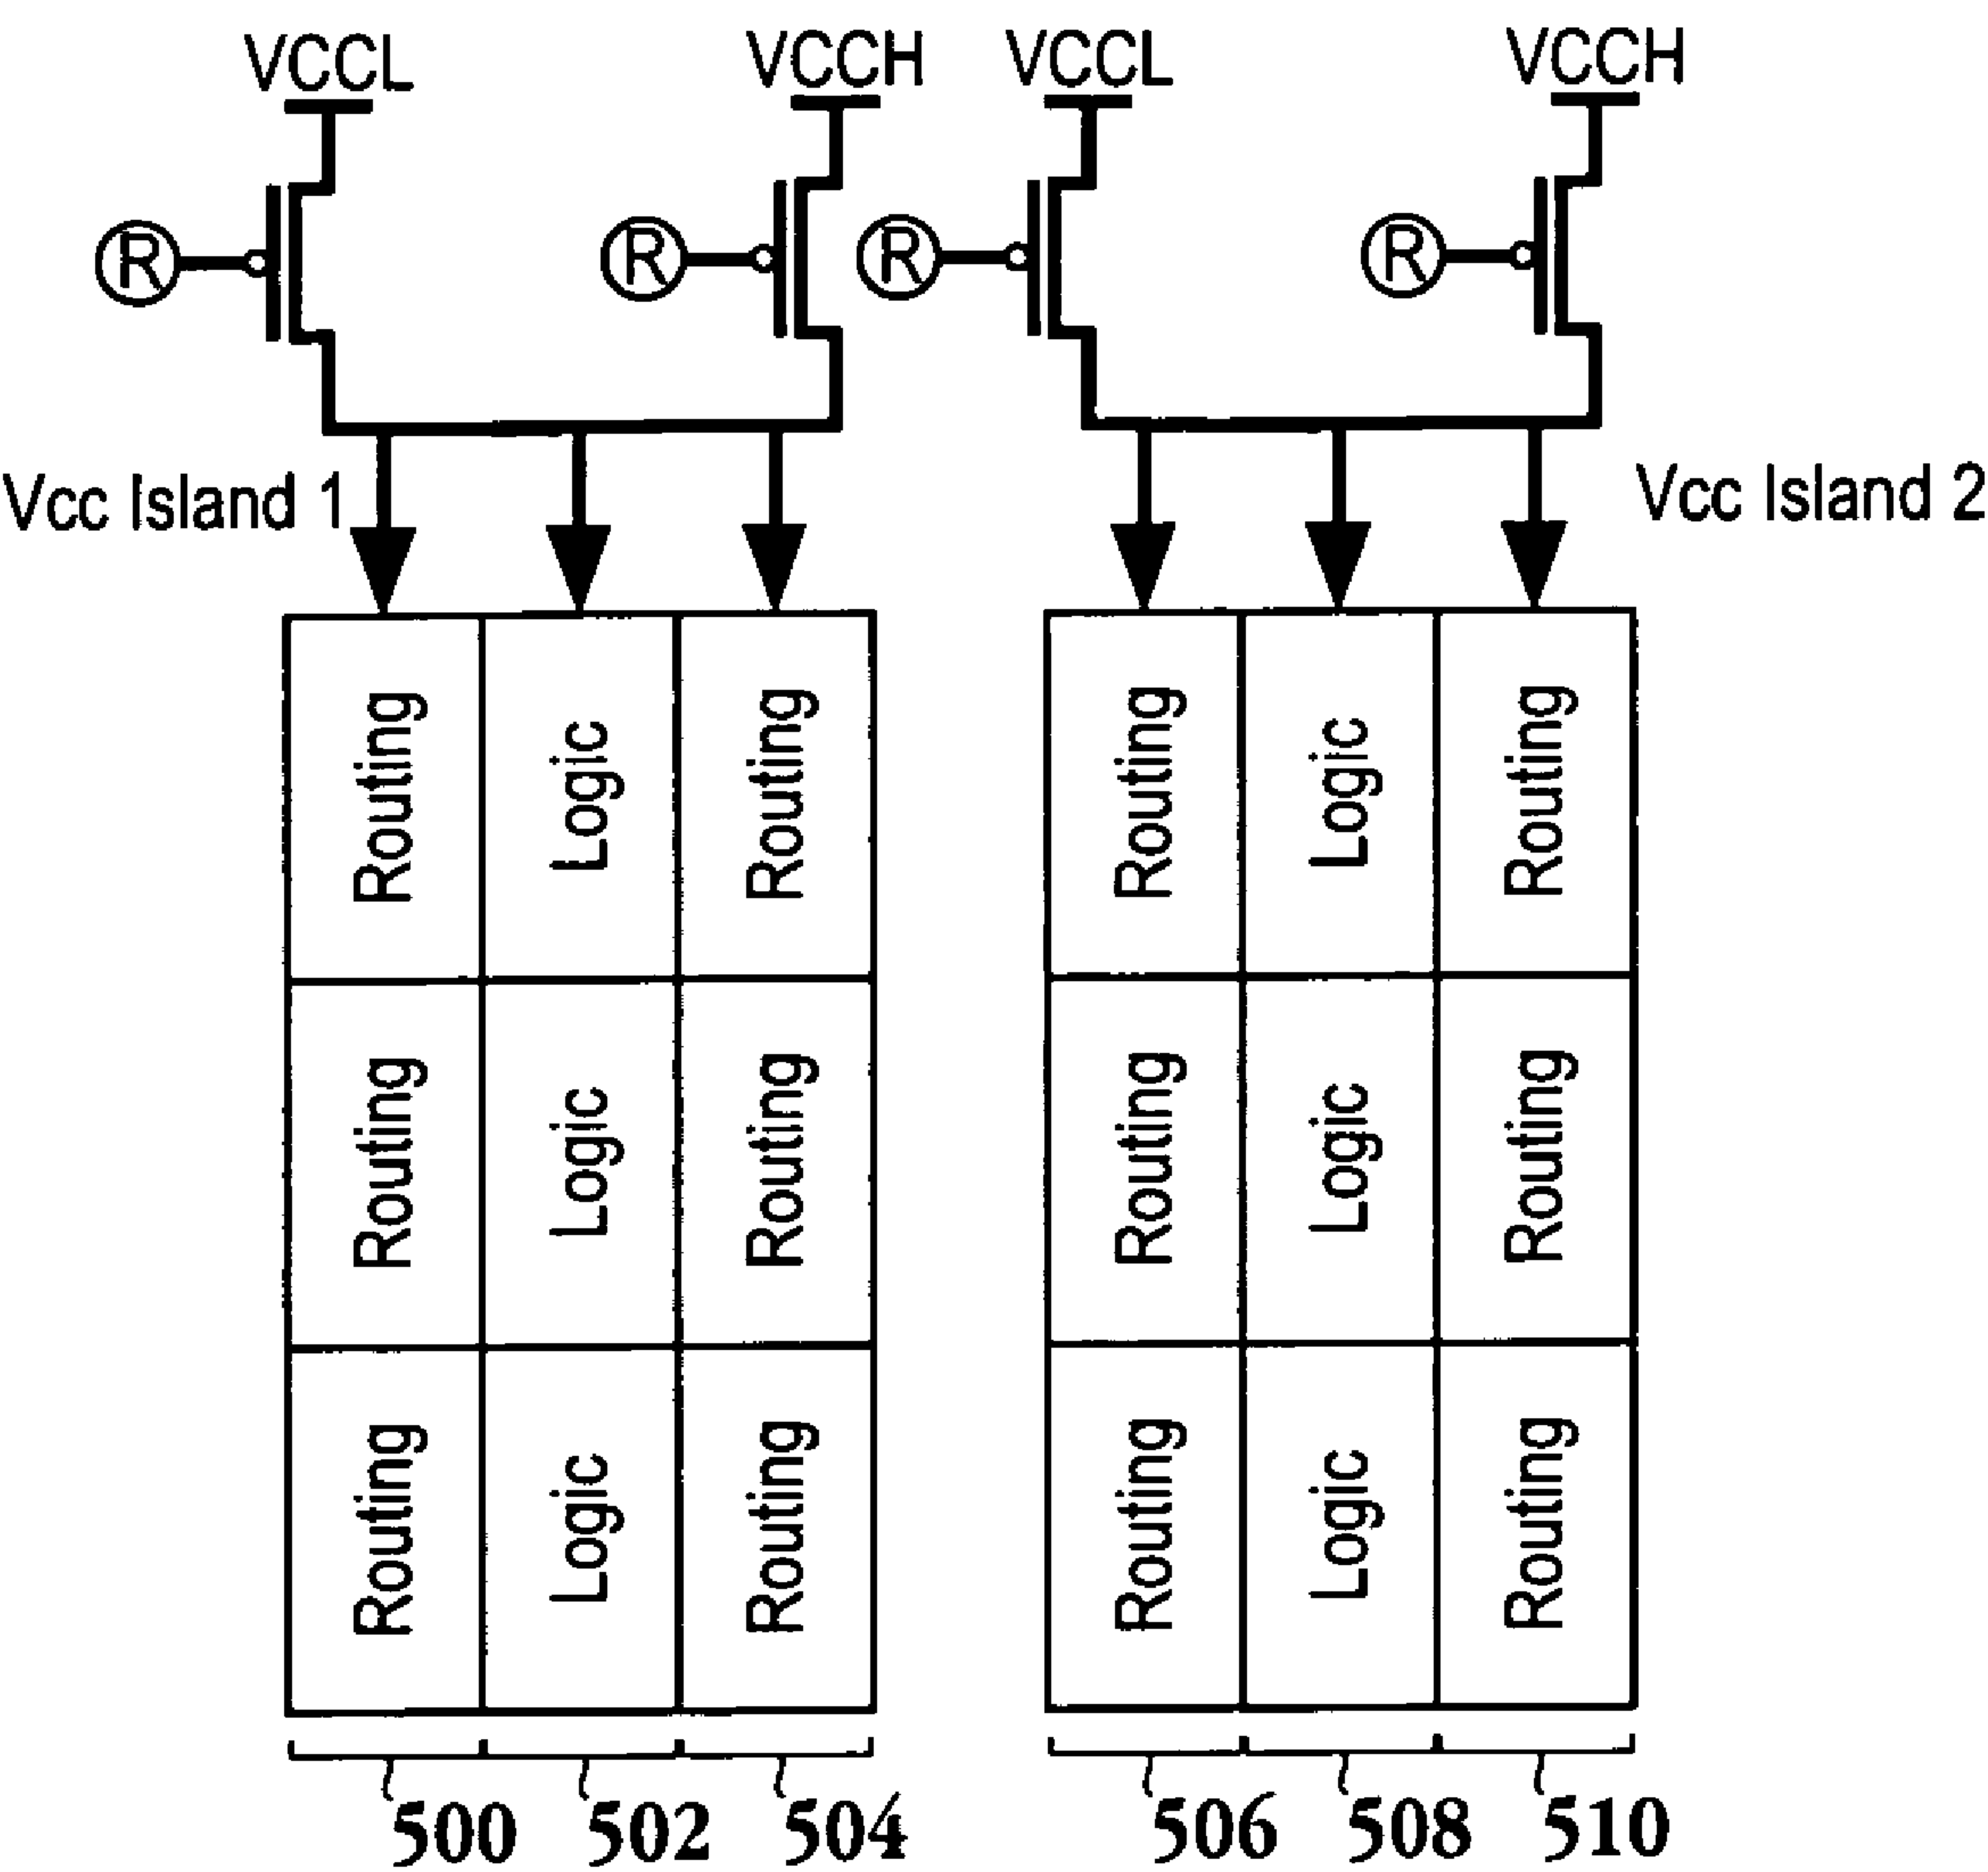 VCCL VCCH VCCL VCCH
R R R R
Vcc Island 1 Vcc Island 2
Routing Logic Routing Routing Logic Routing
Routing Logic Routing Routing Logic Routing
Routing Logic Routing Routing Logic Routing
500 502 504 506 508 510